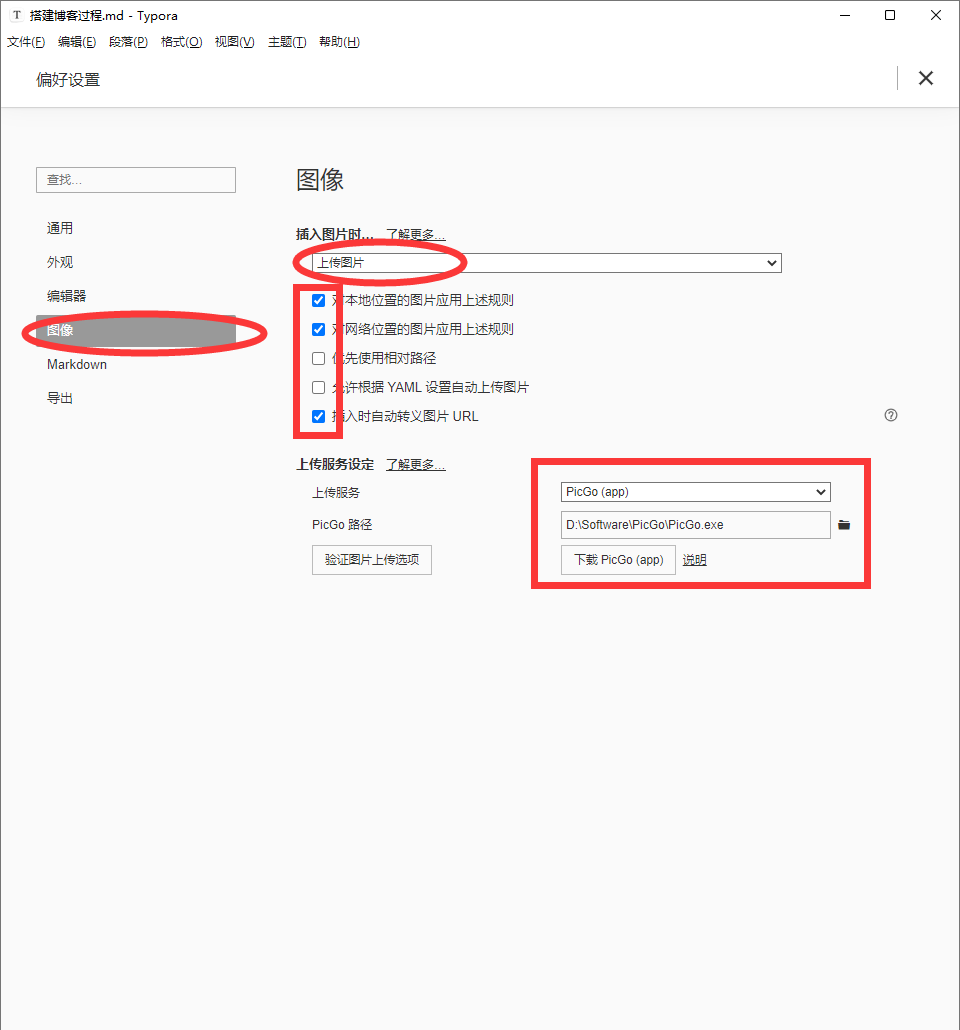 T 搭建博客过程.md - Typora
文件(F) 编辑(E) 段落(P) 格式(O) 视图(V) 主题(T) 帮助(H)
偏好设置
查找...
通用
外观
编辑器
图像
Markdown
导出
图像
插入图片时... 了解更多...
上传图片
对本地位置的图片应用上述规则
对网络位置的图片应用上述规则
优先使用相对路径
允许根据 YAML 设置自动上传图片
插入时自动转义图片 URL
上传服务设定 了解更多...
上传服务 PicGo (app)
PicGo 路径 D:\Software\PicGo\PicGo.exe
验证图片上传选项 下载 PicGo (app) 说明